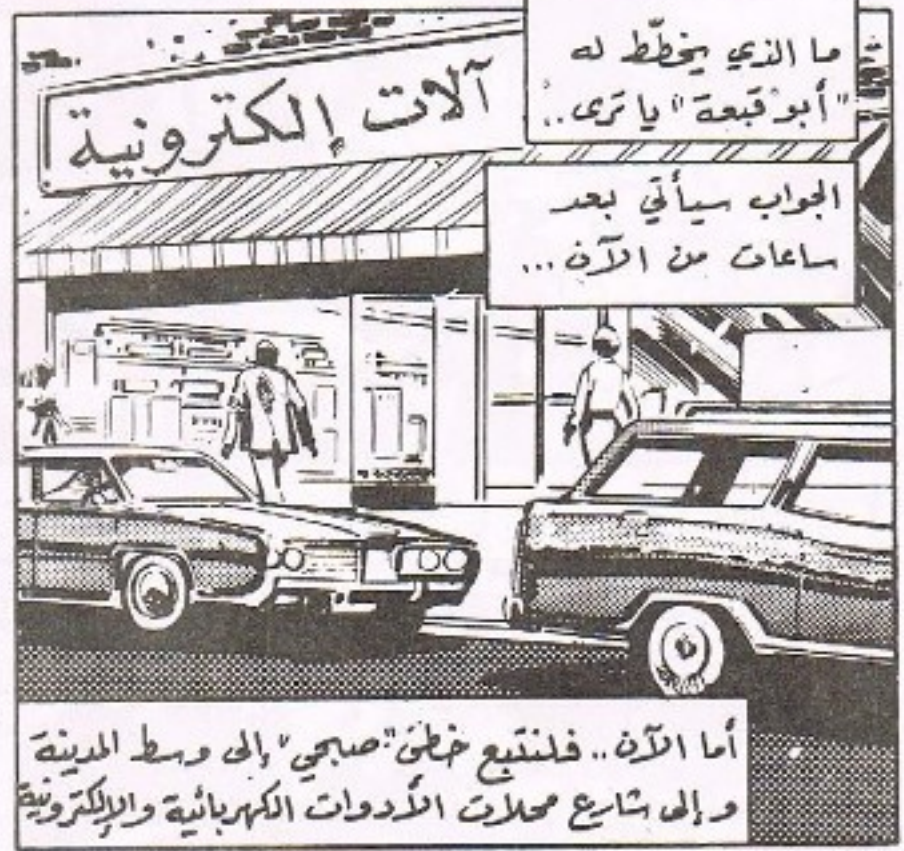 آلات إلكترونية
ما الذي يخطّط له
"أبو قبعة" يا ترى..
الجواب سيأتي بعد
ساعات من الآن...
أما الآن.. فلنتبع خطى "صبحي" إلى وسط المدينة
وإلى شارع محلات الأدوات الكهربائية والإلكترونية